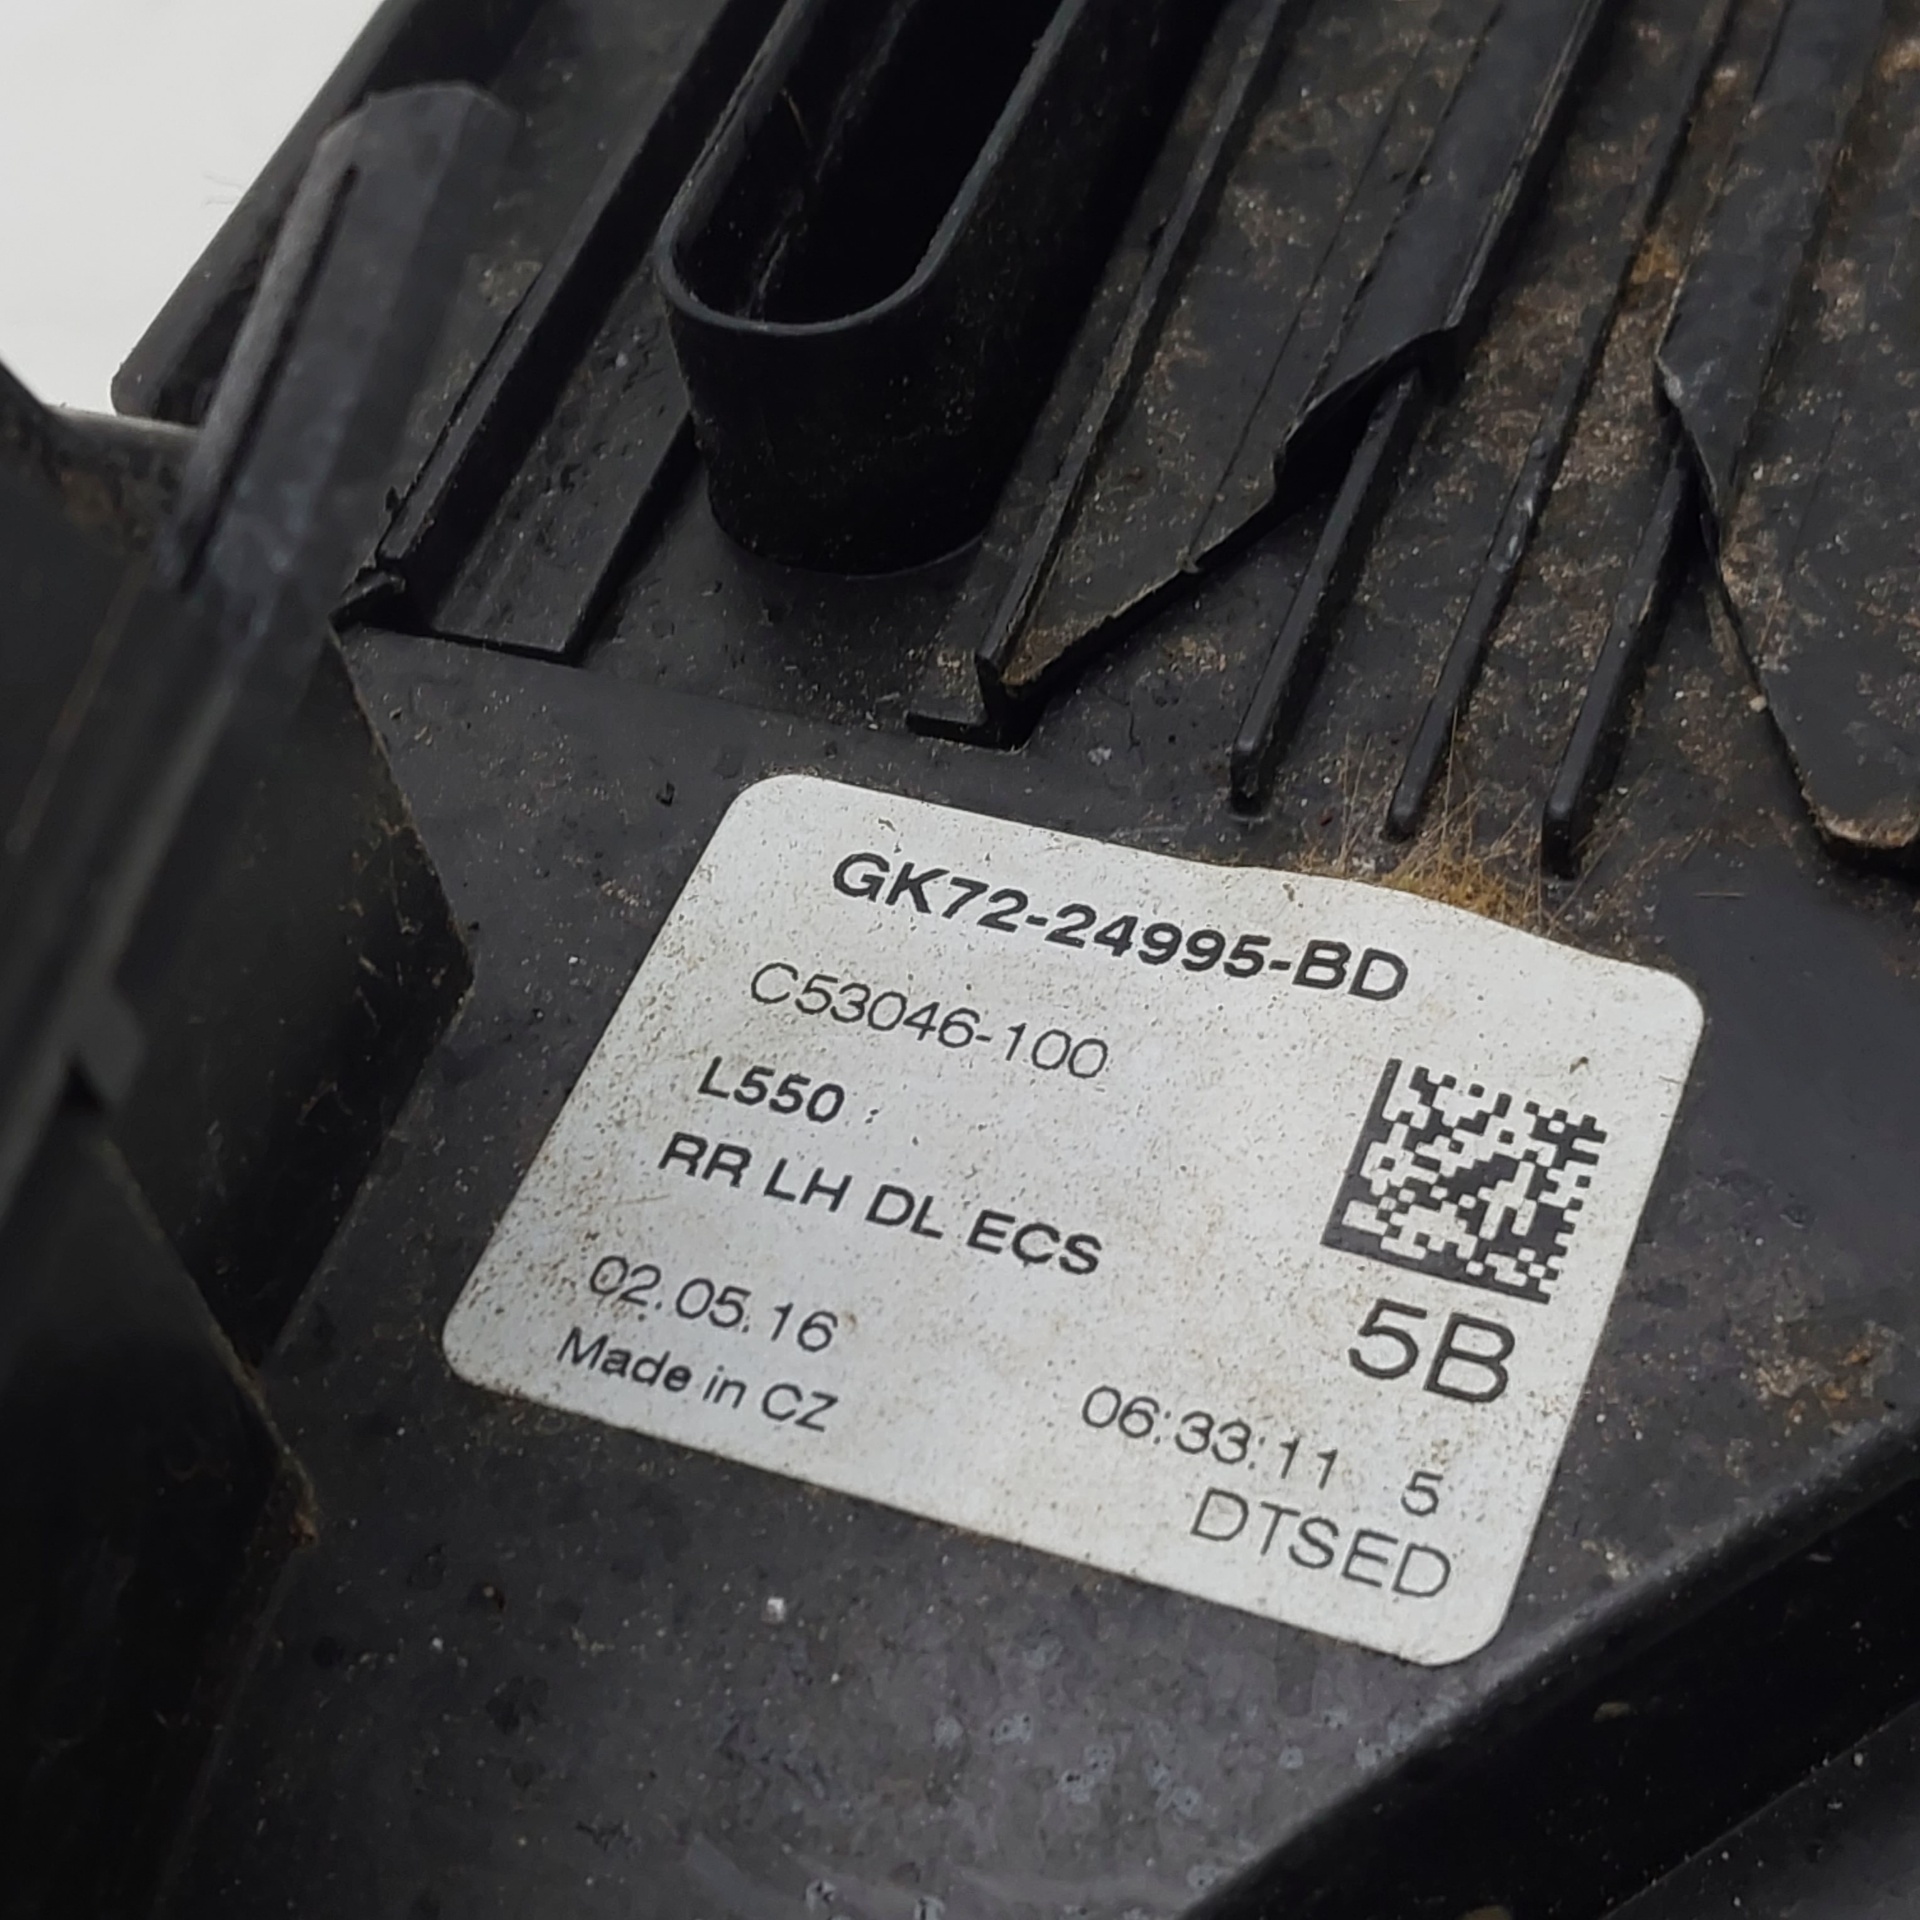 GK72-24995-BD
C53046-100
L550
RR LH DL ECS
5B
02.05.16
06:33:11 5
Made in CZ
DTSED